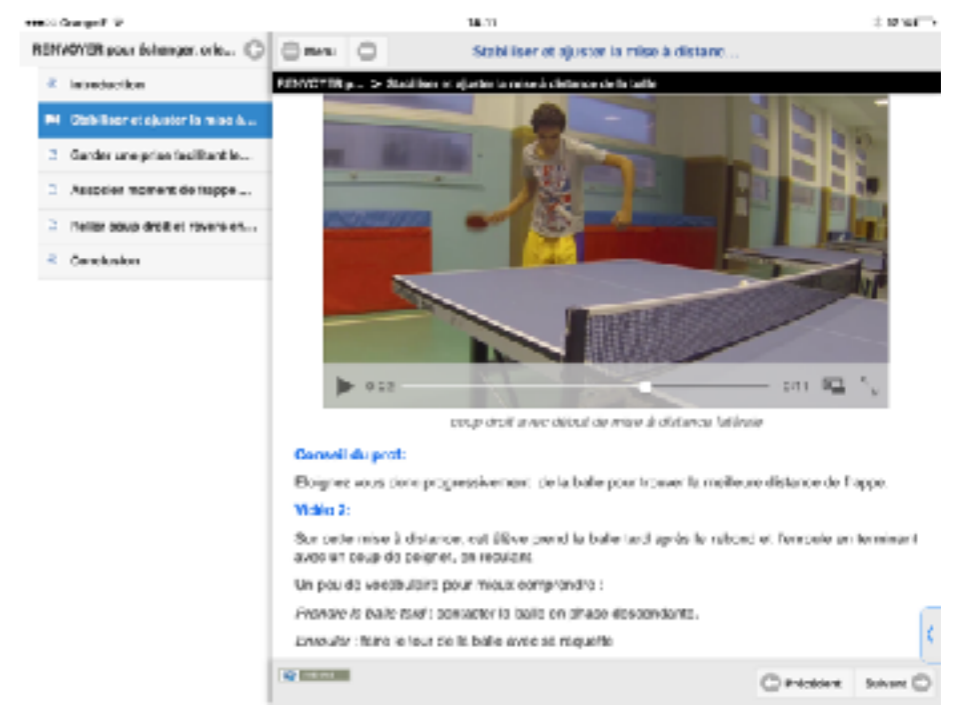 RENVOYER pour échanger, orie...
Menu
Stabiliser et ajuster la mise à distanc...
RENVOYER p... > Stabiliser et ajuster la mise à distance de la balle
Introduction
Stabiliser et ajuster la mise à...
Garder une prise facilitant le...
Associer moment de frappe ...
Relier coup droit et revers en...
Conclusion
coup droit avec début de mise à distance latérale
Conseil du prof:
Eloignez vous donc progressivement de la balle pour trouver la meilleure distance de frappe.
Vidéo 2:
Sur cette mise à distance, cet élève prend la balle tard après le rebond et l'enroule en terminant
avec un coup de poignet, en reculant.
Un peu de vocabulaire pour mieux comprendre :
Prendre la balle tard : contacter la balle en phase descendante.
Enrouler : faire le tour de la balle avec sa raquette
Précédent
Suivant